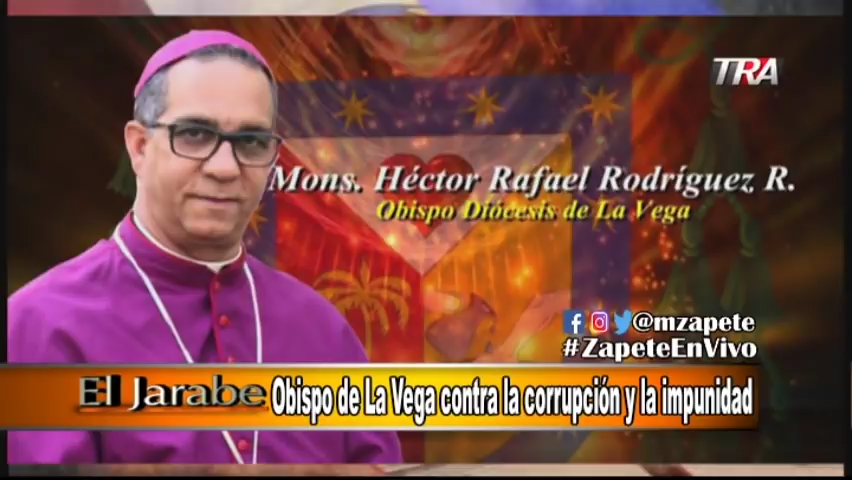 TRA
Mons. Héctor Rafael Rodríguez R.
Obispo Diócesis de La Vega
@mzapete
#ZapeteEnVivo
El Jarabe Obispo de La Vega contra la corrupción y la impunidad